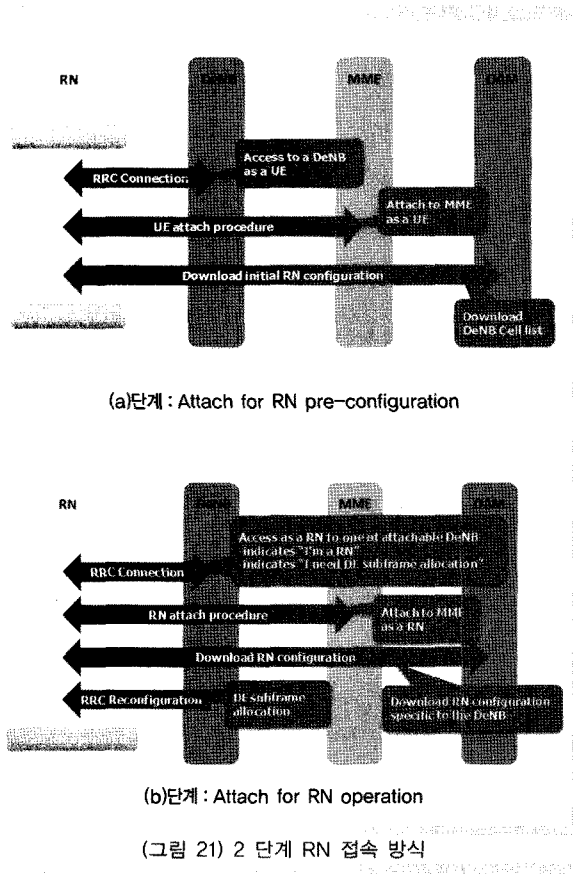 RN
MME
OAM
Access to a DeNB
as a UE
RRC Connection
Attach to MME
as a UE
UE attach procedure
Download initial RN configuration
Download
DeNB Cell list
(a)단계 : Attach for RN pre-configuration
RN
MME
OAM
Access as a RN to one of attachable DeNB
indicates "I'm a RN"
indicates "I need DL subframe allocation"
RRC Connection
Attach to MME
as a RN
RN attach procedure
Download RN configuration
RRC Reconfiguration
DL subframe
allocation
Download RN configuration
specific to the DeNB
(b)단계 : Attach for RN operation
(그림 21) 2 단계 RN 접속 방식